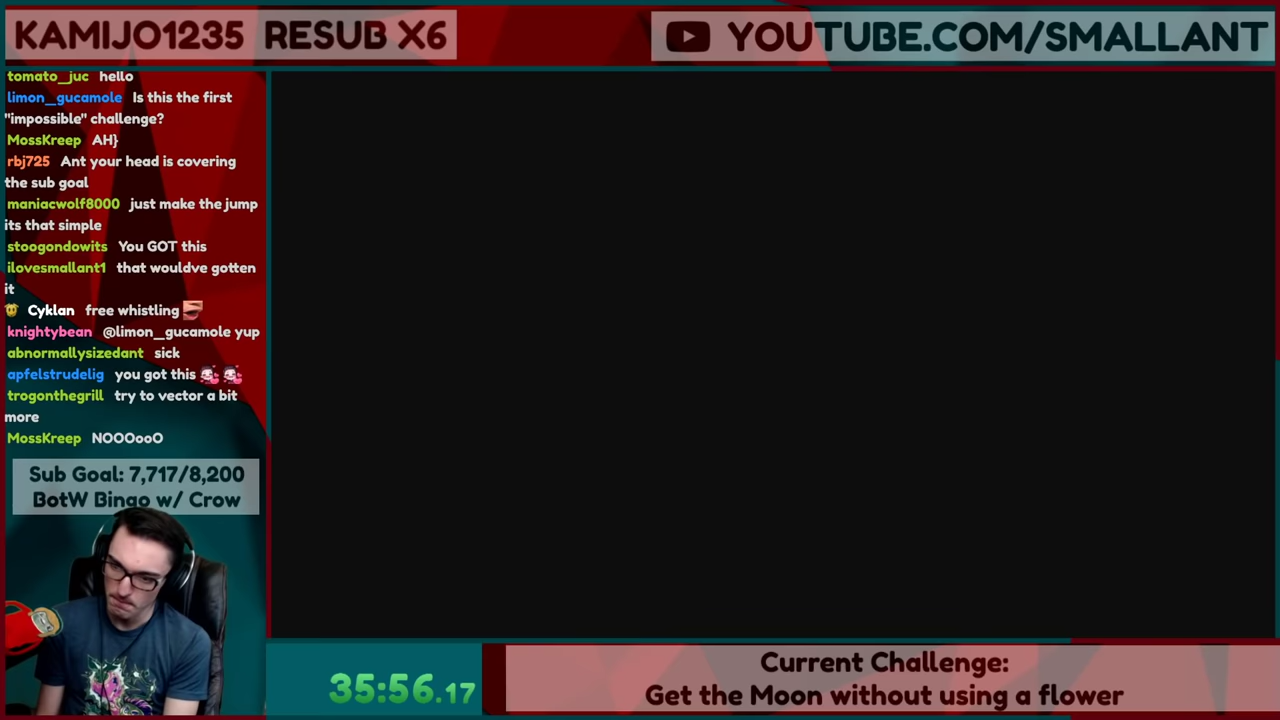 KAMIJO1235 RESUB X6
YOUTUBE.COM/SMALLANT
tomato_juc hello
limon_gucamole Is this the first
"impossible" challenge?
MossKreep AH}
rbj725 Ant your head is covering
the sub goal
maniacwolf8000 just make the jump
its that simple
stoogondowits You GOT this
ilovesmallant1 that wouldve gotten
it
Cyklan free whistling
knightybean @limon_gucamole yup
abnormallysizedant sick
apfelstrudelig you got this
trogonthegrill try to vector a bit
more
MossKreep NOOOooO
Sub Goal: 7,717/8,200
BotW Bingo w/ Crow
35:56.17
Current Challenge:
Get the Moon without using a flower